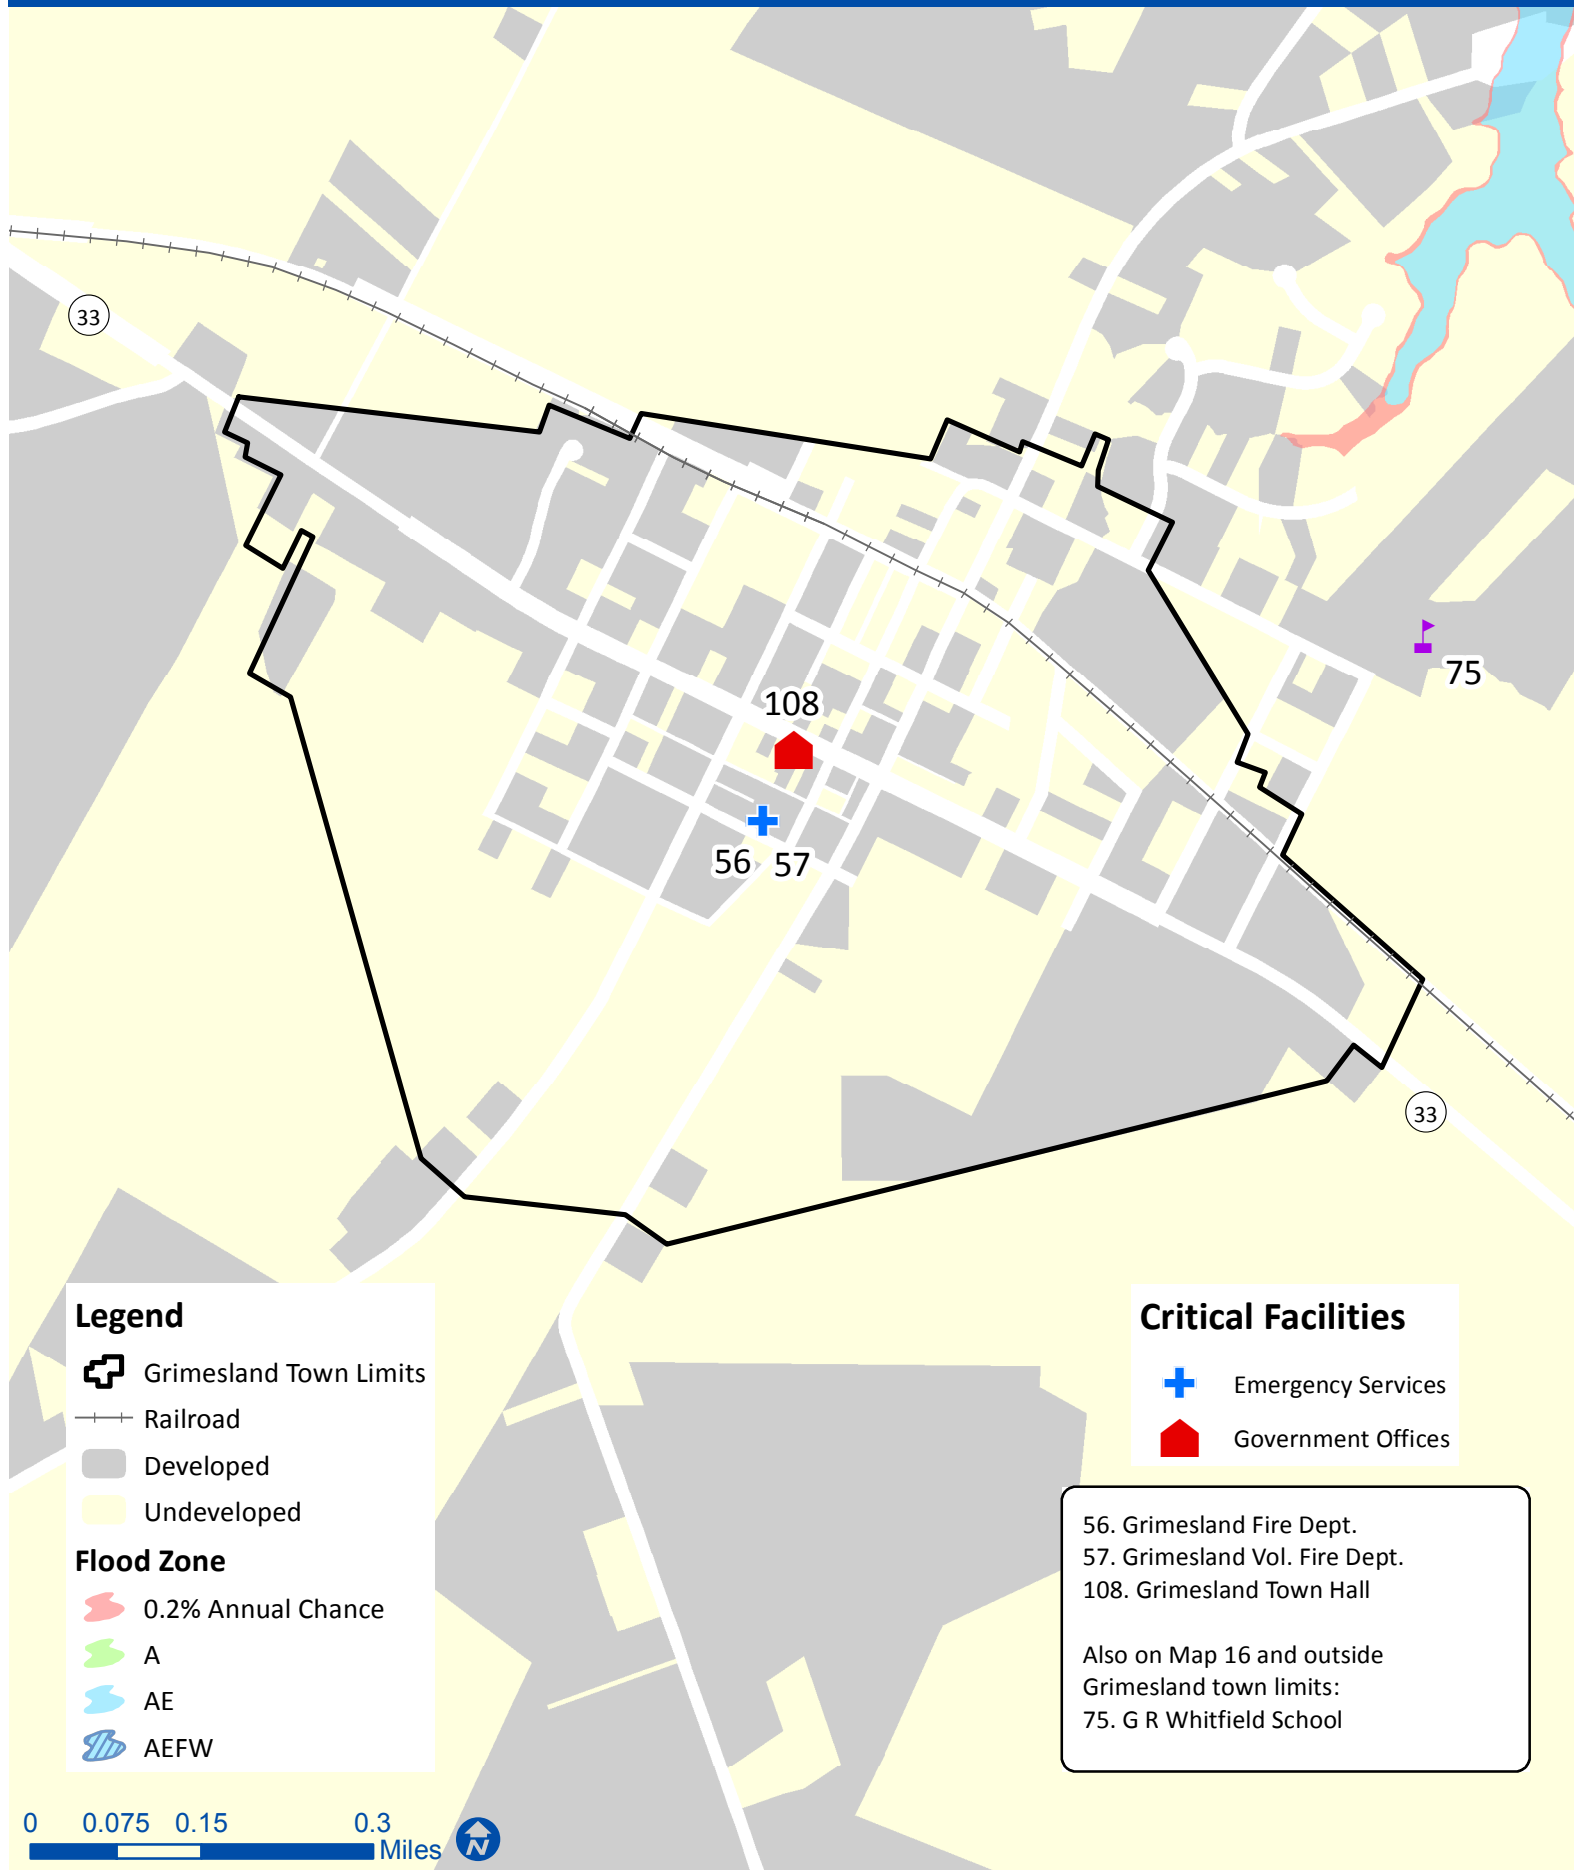 33
108
75
56
57
33
Legend
Grimesland Town Limits
Railroad
Developed
Undeveloped
Flood Zone
0.2% Annual Chance
A
AE
AEFW
Critical Facilities
Emergency Services
Government Offices
56. Grimesland Fire Dept.
57. Grimesland Vol. Fire Dept.
108. Grimesland Town Hall
Also on Map 16 and outside
Grimesland town limits:
75. G R Whitfield School
0 0.075 0.15 0.3
Miles
N